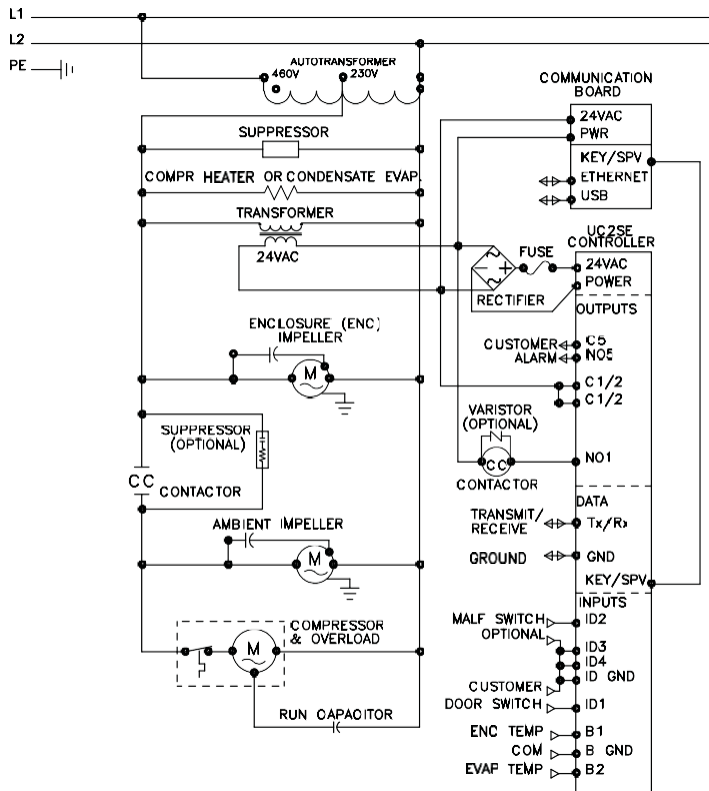 L1
L2
PE
AUTOTRANSFORMER
460V
230V
SUPPRESSOR
COMPR HEATER OR CONDENSATE EVAP.
TRANSFORMER
24VAC
COMMUNICATION
BOARD
24VAC
PWR
KEY/SPV
ETHERNET
USB
UC2SE
CONTROLLER
FUSE
24VAC
POWER
RECTIFIER
OUTPUTS
CUSTOMER
ALARM
C5
NO5
C1/2
C1/2
ENCLOSURE (ENC)
IMPELLER
M
SUPPRESSOR
(OPTIONAL)
CC
CONTACTOR
VARISTOR
(OPTIONAL)
CC
CONTACTOR
NO1
DATA
TRANSMIT/
RECEIVE
Tx/Rx
GROUND
GND
KEY/SPV
AMBIENT IMPELLER
M
COMPRESSOR
& OVERLOAD
M
RUN CAPACITOR
INPUTS
MALF SWITCH
OPTIONAL
ID2
ID3
ID4
ID GND
CUSTOMER
DOOR SWITCH
ID1
ENC TEMP
B1
COM
B GND
EVAP TEMP
B2